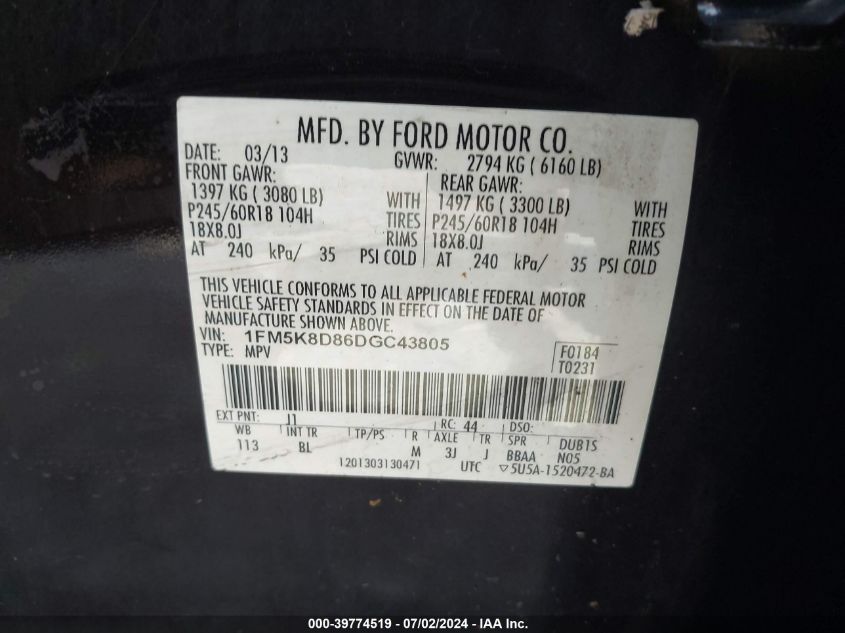 MFD. BY FORD MOTOR CO.
DATE: 03/13 GVWR: 2794 KG ( 6160 LB)
FRONT GAWR: REAR GAWR:
1397 KG ( 3080 LB) WITH 1497 KG ( 3300 LB) WITH
P245/60R18 104H TIRES P245/60R18 104H TIRES
18X8.0J RIMS 18X8.0J RIMS
AT 240 kPa/ 35 PSI COLD AT 240 kPa/ 35 PSI COLD
THIS VEHICLE CONFORMS TO ALL APPLICABLE FEDERAL MOTOR
VEHICLE SAFETY STANDARDS IN EFFECT ON THE DATE OF
MANUFACTURE SHOWN ABOVE.
VIN: 1FM5K8D86DGC43805
TYPE: MPV
F0184
T0231
EXT PNT: J1 RC: 44 DSO:
WB INT TR TP/PS R AXLE TR SPR DUB1S
113 BL M 3J J BBAA N05
1201303130471 UTC ▽5U5A-1520472-BA
000-39774519 - 07/02/2024 - IAA, Inc.